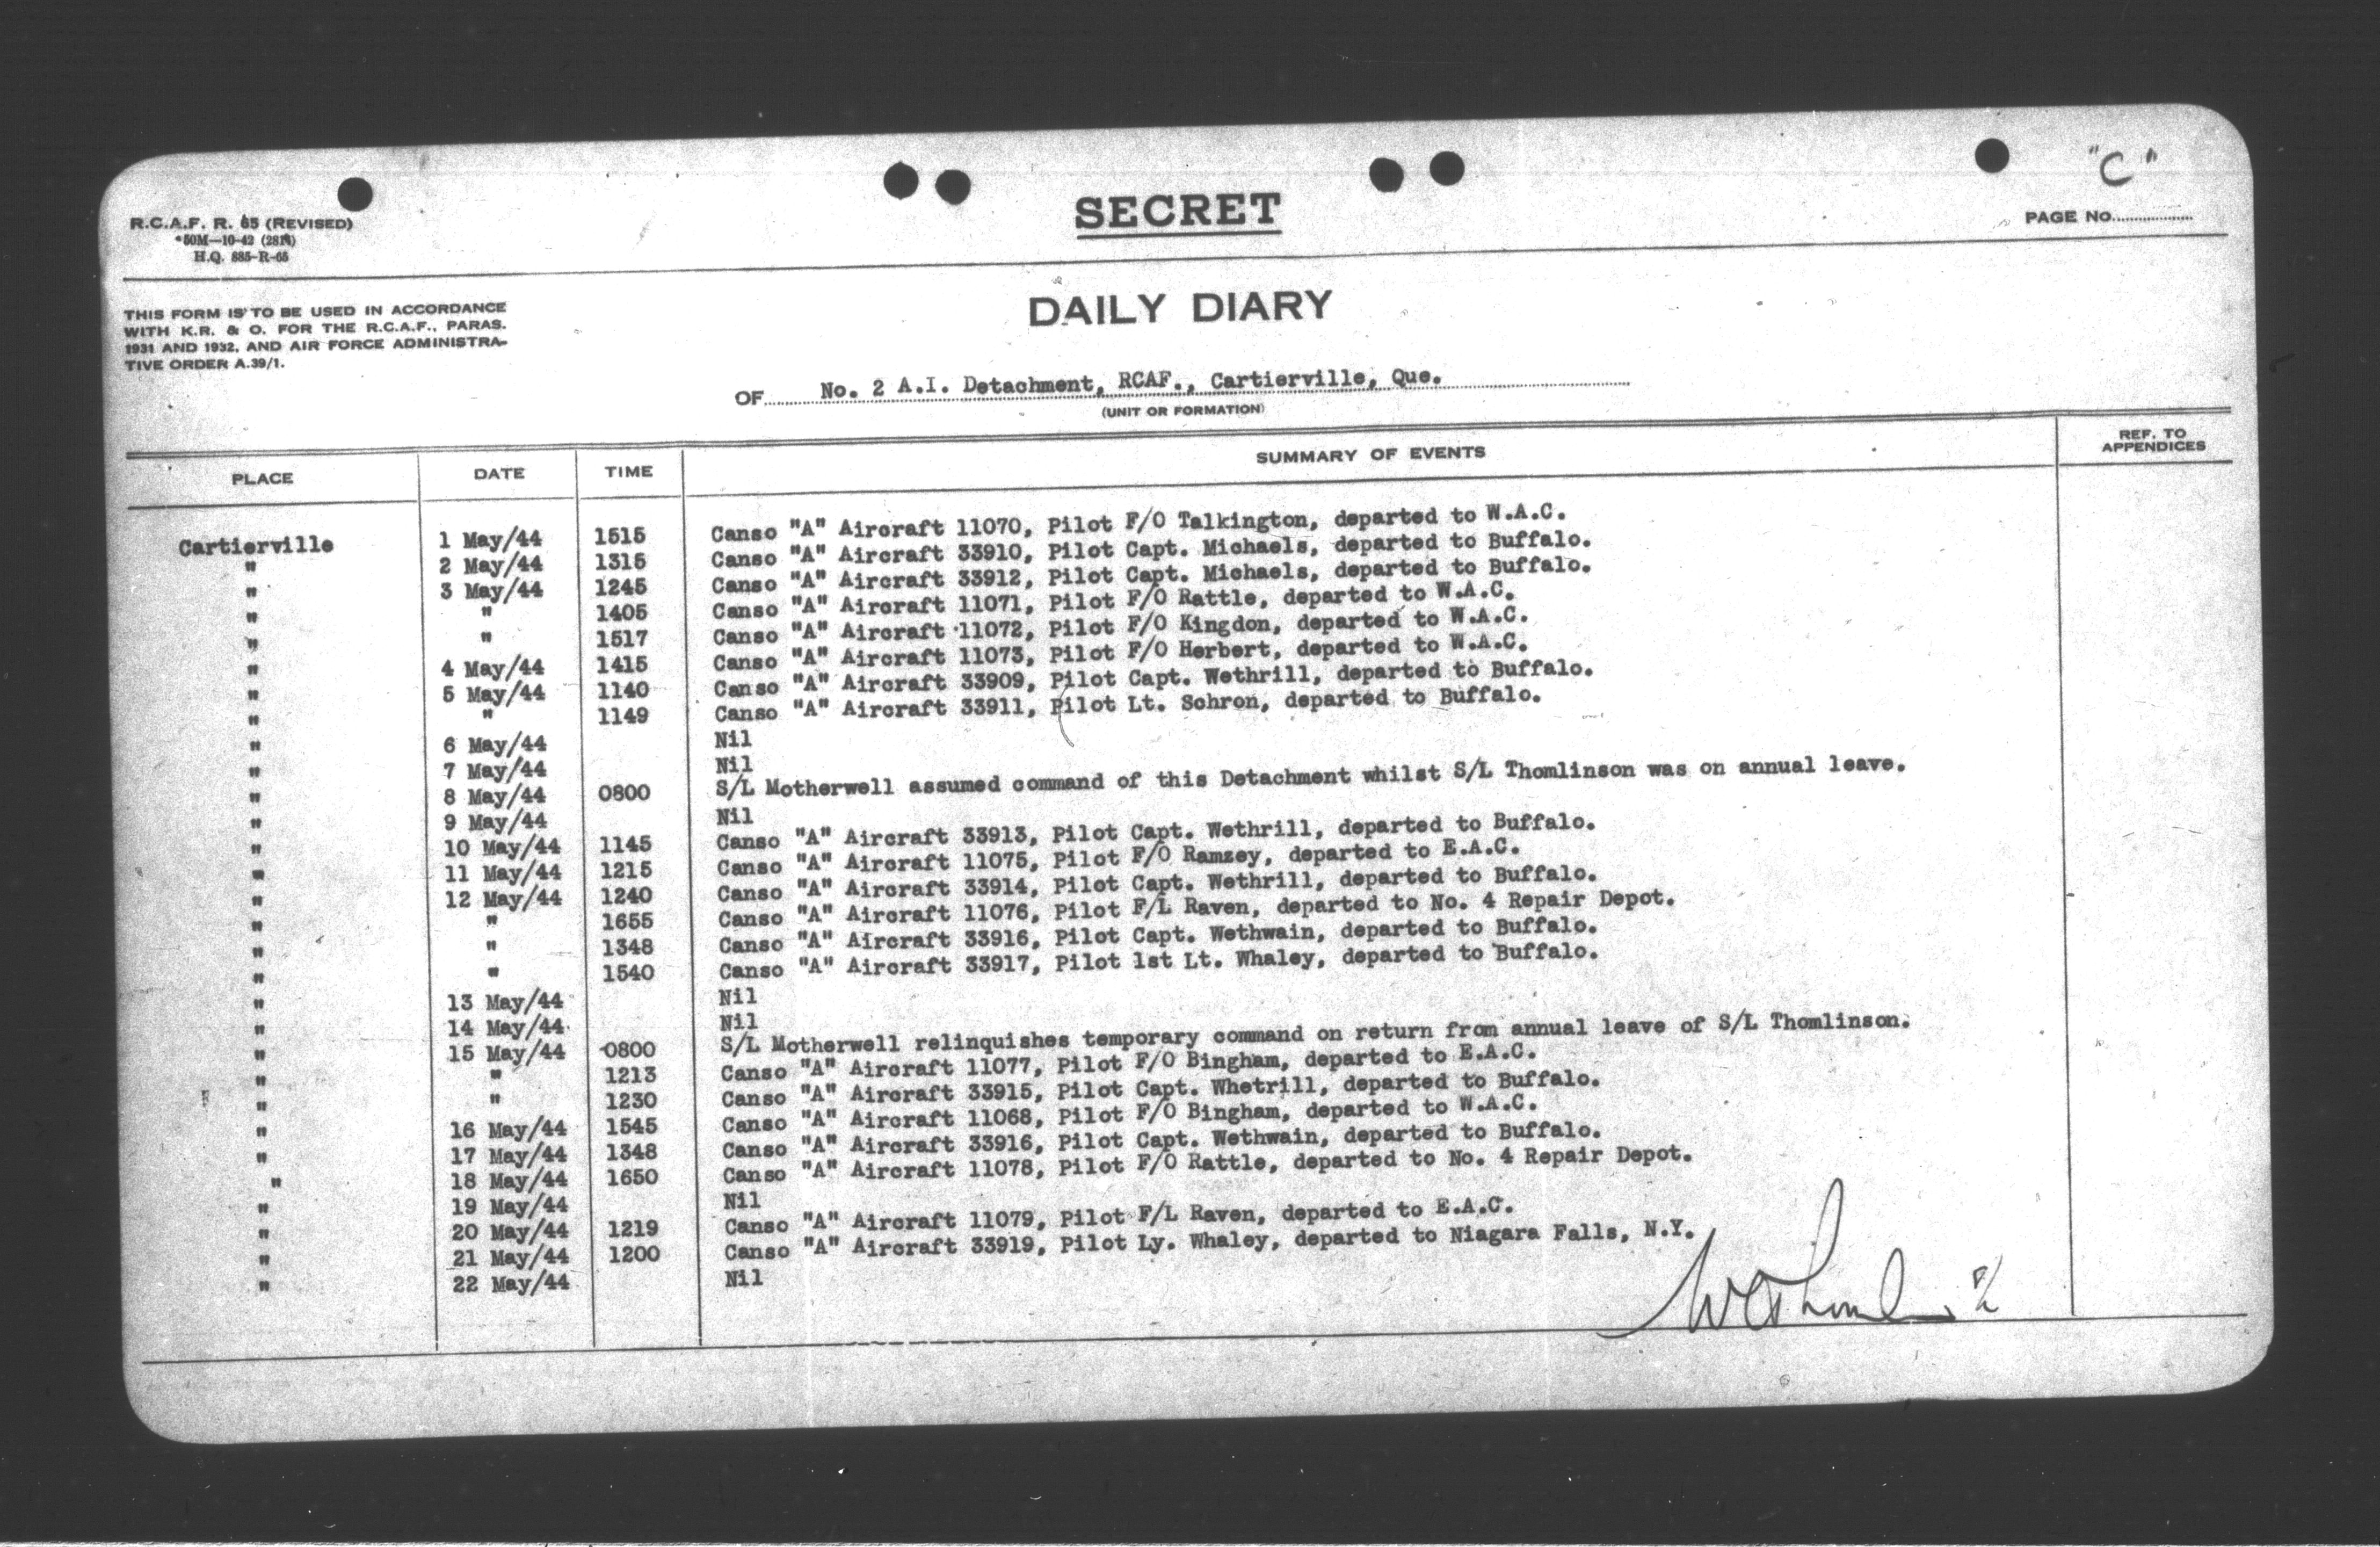 "C"
SECRET
R.C.A.F. R. 65 (REVISED)
PAGE No.
H.Q. 885-R-65
DAILY DIARY
THIS FORM IS TO BE USED IN ACCORDANCE
WITH K.R. & O. FOR THE R.C.A.F., PARAS.
1931 AND 1932, AND AIR FORCE ADMINISTRA-
TIVE ORDER A.39/1.
OF No. 2 A.I. Detachment, RCAF., Cartierville, Que.
(UNIT OR FORMATION)
PLACE DATE TIME SUMMARY OF EVENTS REF. TO APPENDICES
Cartierville 1 May/44 1515 Canso "A" Aircraft 11070, Pilot F/O Talkington, departed to W.A.C.
" 2 May/44 1315 Canso "A" Aircraft 33910, Pilot Capt. Michaels, departed to Buffalo.
" 3 May/44 1245 Canso "A" Aircraft 33912, Pilot Capt. Michaels, departed to Buffalo.
" " 1405 Canso "A" Aircraft 11071, Pilot F/O Rattle, departed to W.A.C.
" " 1517 Canso "A" Aircraft 11072, Pilot F/O Kingdon, departed to W.A.C.
" 4 May/44 1415 Canso "A" Aircraft 11073, Pilot F/O Herbert, departed to W.A.C.
" 5 May/44 1140 Canso "A" Aircraft 33909, Pilot Capt. Wethrill, departed to Buffalo.
" " 1149 Canso "A" Aircraft 33911, Pilot Lt. Schron, departed to Buffalo.
" 6 May/44 Nil
" 7 May/44 Nil
" 8 May/44 0800 S/L Motherwell assumed command of this Detachment whilst S/L Thomlinson was on annual leave.
" 9 May/44 Nil
" 10 May/44 1145 Canso "A" Aircraft 33913, Pilot Capt. Wethrill, departed to Buffalo.
" 11 May/44 1215 Canso "A" Aircraft 11075, Pilot F/O Ramzey, departed to E.A.C.
" 12 May/44 1240 Canso "A" Aircraft 33914, Pilot Capt. Wethrill, departed to Buffalo.
" " 1655 Canso "A" Aircraft 11076, Pilot F/L Raven, departed to No. 4 Repair Depot.
" " 1348 Canso "A" Aircraft 33916, Pilot Capt. Wethwain, departed to Buffalo.
" " 1540 Canso "A" Aircraft 33917, Pilot 1st Lt. Whaley, departed to Buffalo.
" 13 May/44 Nil
" 14 May/44 Nil
" 15 May/44 0800 S/L Motherwell relinquishes temporary command on return from annual leave of S/L Thomlinson.
" " 1213 Canso "A" Aircraft 11077, Pilot F/O Bingham, departed to E.A.C.
" " 1230 Canso "A" Aircraft 33915, Pilot Capt. Whetrill, departed to Buffalo.
" 16 May/44 1545 Canso "A" Aircraft 11068, Pilot F/O Bingham, departed to W.A.C.
" 17 May/44 1348 Canso "A" Aircraft 33916, Pilot Capt. Wethwain, departed to Buffalo.
" 18 May/44 1650 Canso "A" Aircraft 11078, Pilot F/O Rattle, departed to No. 4 Repair Depot.
" 19 May/44 Nil
" 20 May/44 1219 Canso "A" Aircraft 11079, Pilot F/L Raven, departed to E.A.C.
" 21 May/44 1200 Canso "A" Aircraft 33919, Pilot Ly. Whaley, departed to Niagara Falls, N.Y.
" 22 May/44 Nil